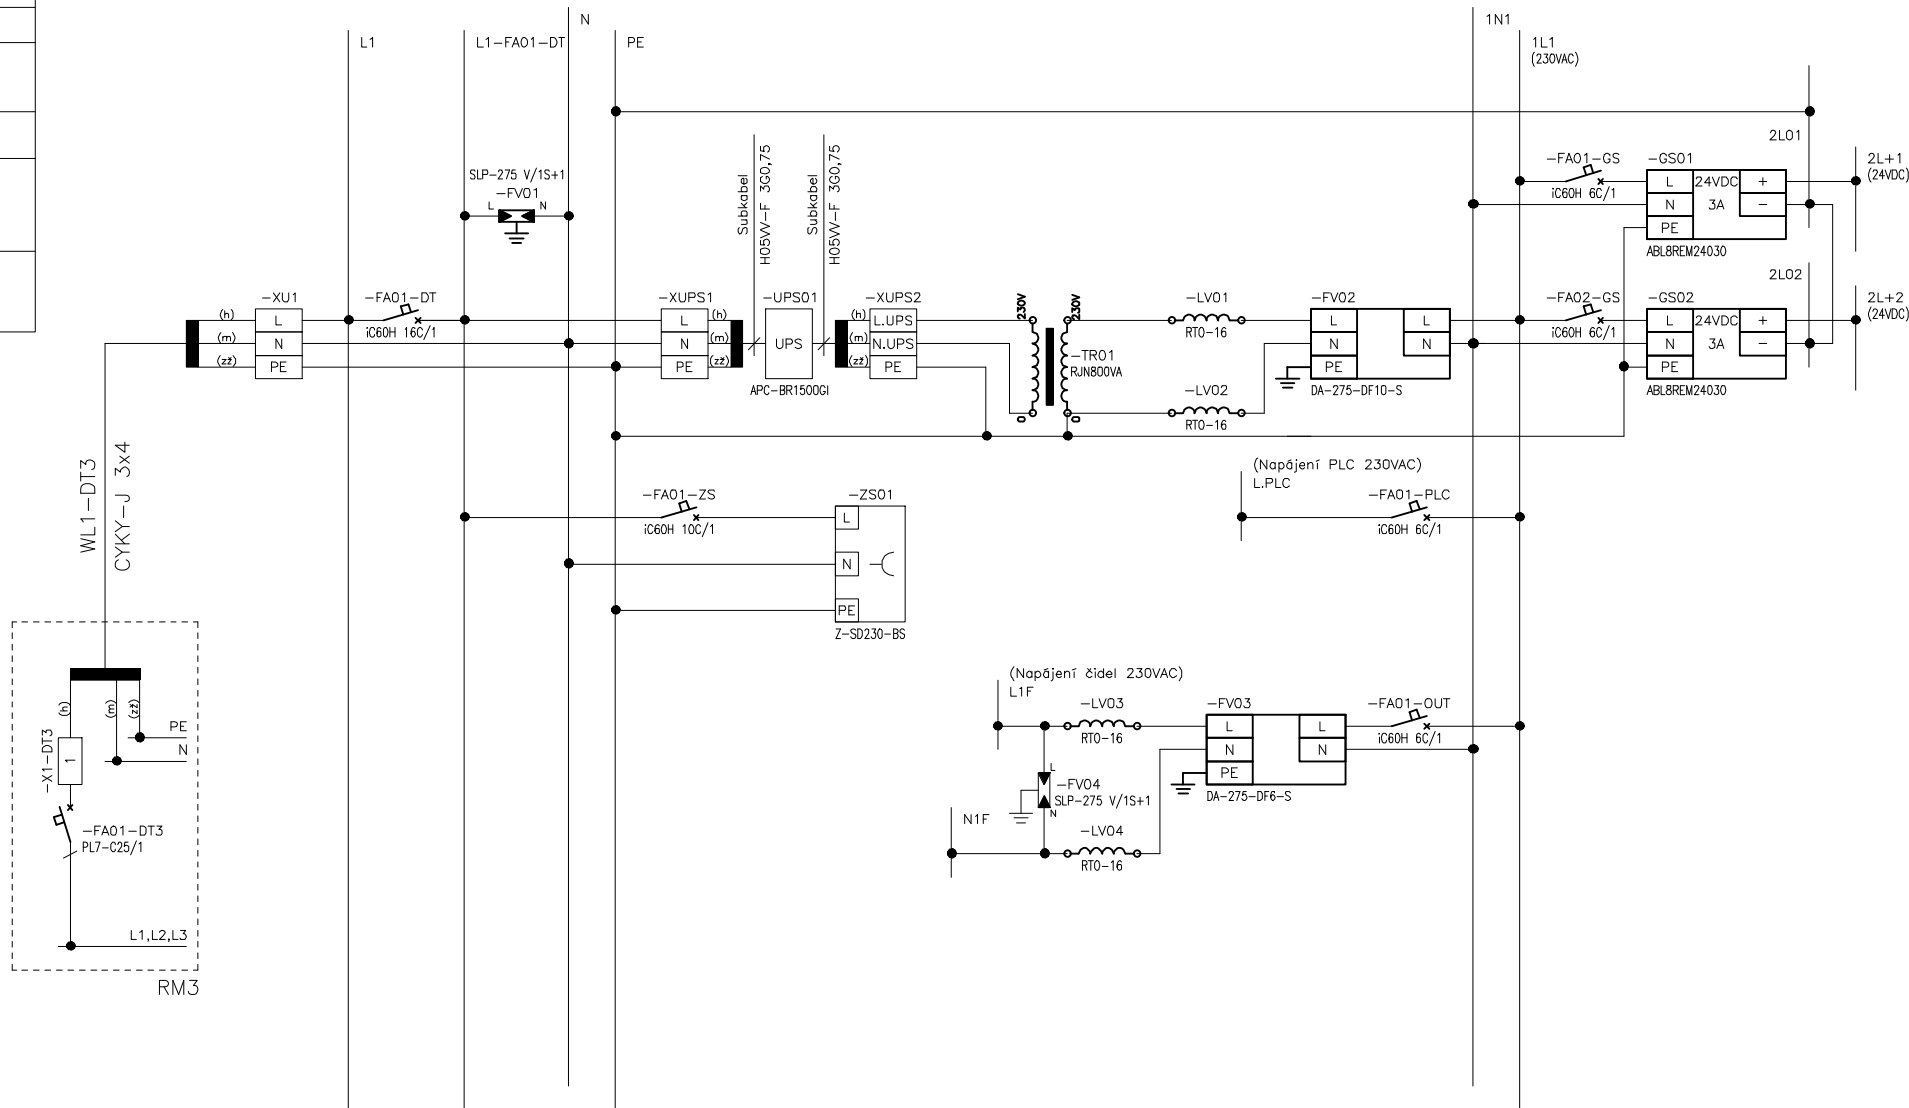 N
1N1
L1
L1-FA01-DT
PE
1L1
(230VAC)
2L01
SLP-275 V/1S+1
-FV01
L
N
Subkabel
H05VV-F 3G0,75
Subkabel
H05VV-F 3G0,75
-FA01-GS
iC60H 6C/1
-GS01
L
24VDC
+
N
3A
-
PE
ABL8REM24030
2L+1
(24VDC)
2L02
-XU1
(h)
L
(m)
N
(zž)
PE
-FA01-DT
iC60H 16C/1
-XUPS1
L
(h)
N
(m)
PE
(zž)
-UPS01
UPS
APC-BR1500GI
-XUPS2
(h)
L.UPS
(m)
N.UPS
(zž)
PE
230V
230V
0
0
-TR01
RJN800VA
-LV01
RTO-16
-LV02
RTO-16
-FV02
L
L
N
N
PE
DA-275-DF10-S
-FA02-GS
iC60H 6C/1
-GS02
L
24VDC
+
N
3A
-
PE
ABL8REM24030
2L+2
(24VDC)
WL1-DT3
CYKY-J 3x4
-FA01-ZS
iC60H 10C/1
-ZS01
L
N
PE
Z-SD230-BS
(Napájení PLC 230VAC)
L.PLC
-FA01-PLC
iC60H 6C/1
(h)
(m)
(zž)
PE
N
-X1-DT3
1
-FA01-DT3
PL7-C25/1
L1,L2,L3
RM3
(Napájení čidel 230VAC)
L1F
-LV03
RTO-16
-FV03
L
L
N
N
PE
DA-275-DF6-S
-FA01-OUT
iC60H 6C/1
L
-FV04
SLP-275 V/1S+1
N
N1F
-LV04
RTO-16